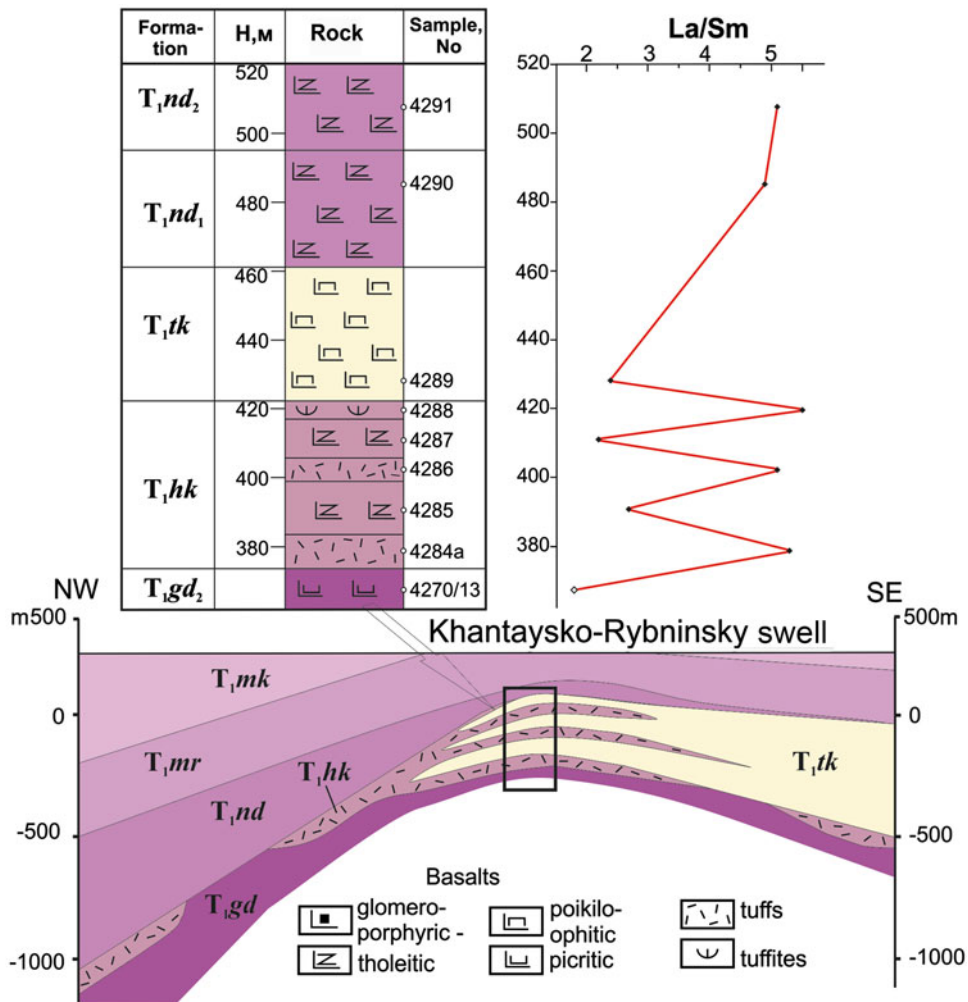 Forma-
tion
H,м
Rock
Sample,
No
T₁nd₂
520
500
4291
T₁nd₁
480
4290
T₁tk
460
440
4289
T₁hk
420
400
380
4288
4287
4286
4285
4284a
T₁gd₂
4270/13
La/Sm
2 3 4 5
520
500
480
460
440
420
400
380
NW
SE
m500
0
-500
-1000
Khantaysko-Rybninsky swell
500m
0
-500
-1000
T₁mk
T₁mr
T₁hk
T₁nd
T₁gd
T₁tk
Basalts
glomero-
porphyric -
tholeitic
poikilo-
ophitic
picritic
tuffs
tuffites